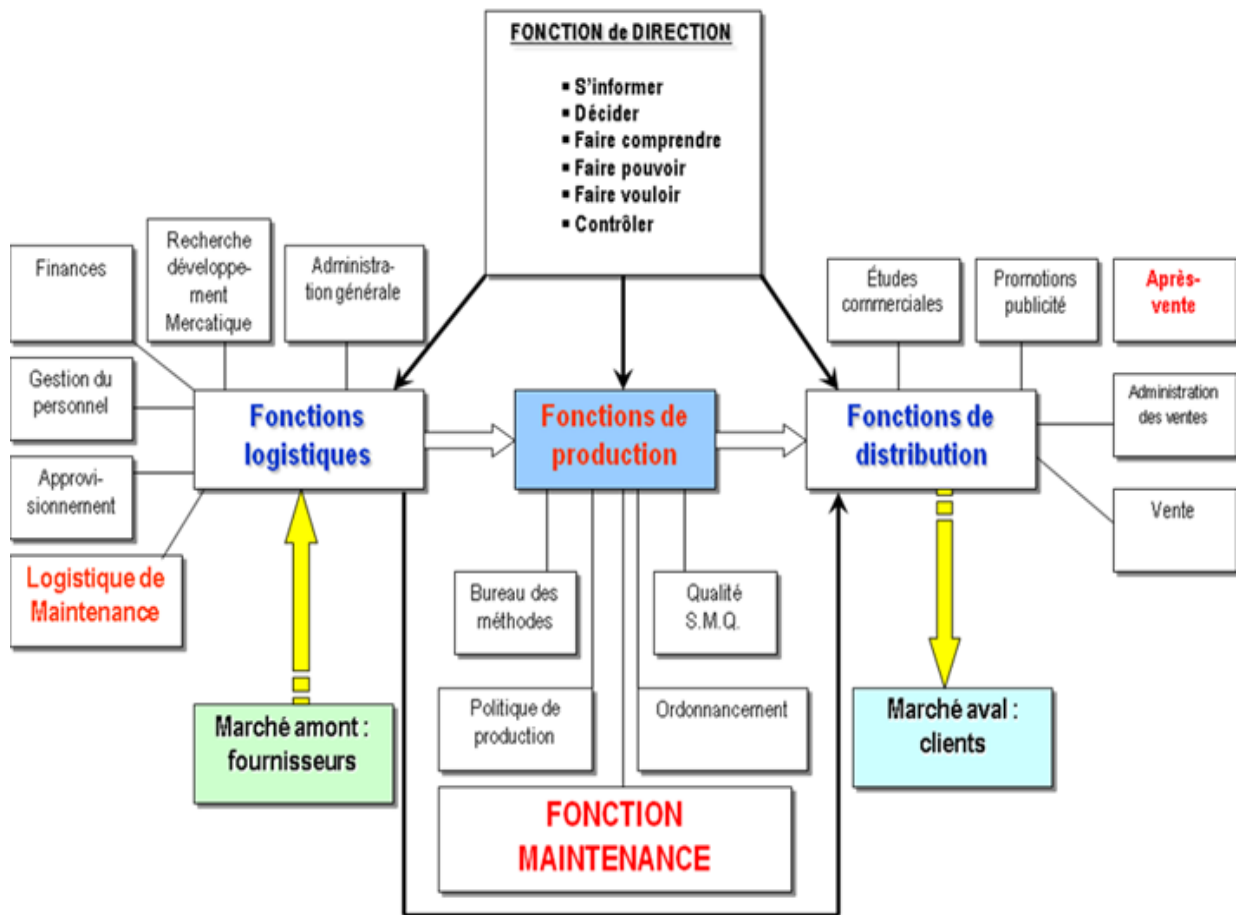 FONCTION de DIRECTION
▪ S'informer
▪ Décider
▪ Faire comprendre
▪ Faire pouvoir
▪ Faire vouloir
▪ Contrôler
Finances
Recherche
développe-
ment
Mercatique
Administra-
tion générale
Études
commerciales
Promotions
publicité
Après-
vente
Gestion du
personnel
Fonctions
logistiques
Fonctions de
production
Fonctions de
distribution
Administration
des ventes
Approvi-
sionnement
Vente
Logistique de
Maintenance
Bureau des
méthodes
Qualité
S.M.Q.
Politique de
production
Ordonnancement
Marché amont :
fournisseurs
Marché aval :
clients
FONCTION
MAINTENANCE